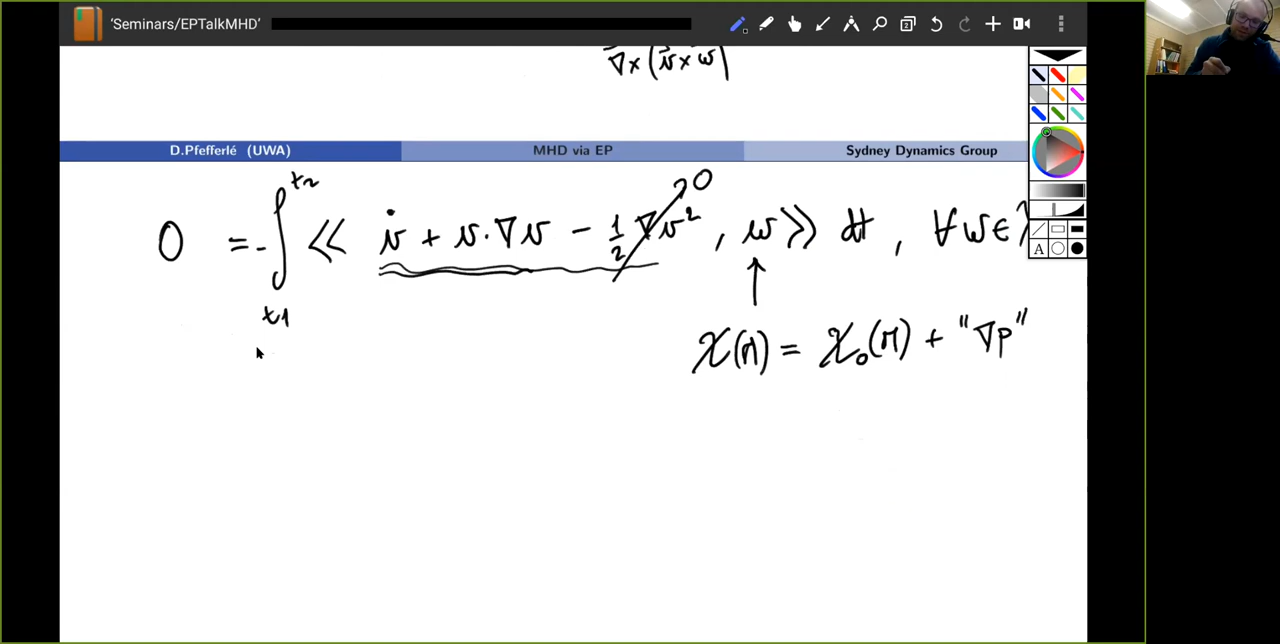 'Seminars/EPTalkMHD'
∇×(v×w)
D.Pfefferlé (UWA) MHD via EP Sydney Dynamics Group
0 = -∫_{t1}^{t2} ≪ v̇ + v·∇v − ½∇v² , w ≫ dt , ∀w∈
0
𝒳(M) = 𝒳₀(M) + "∇p"
A